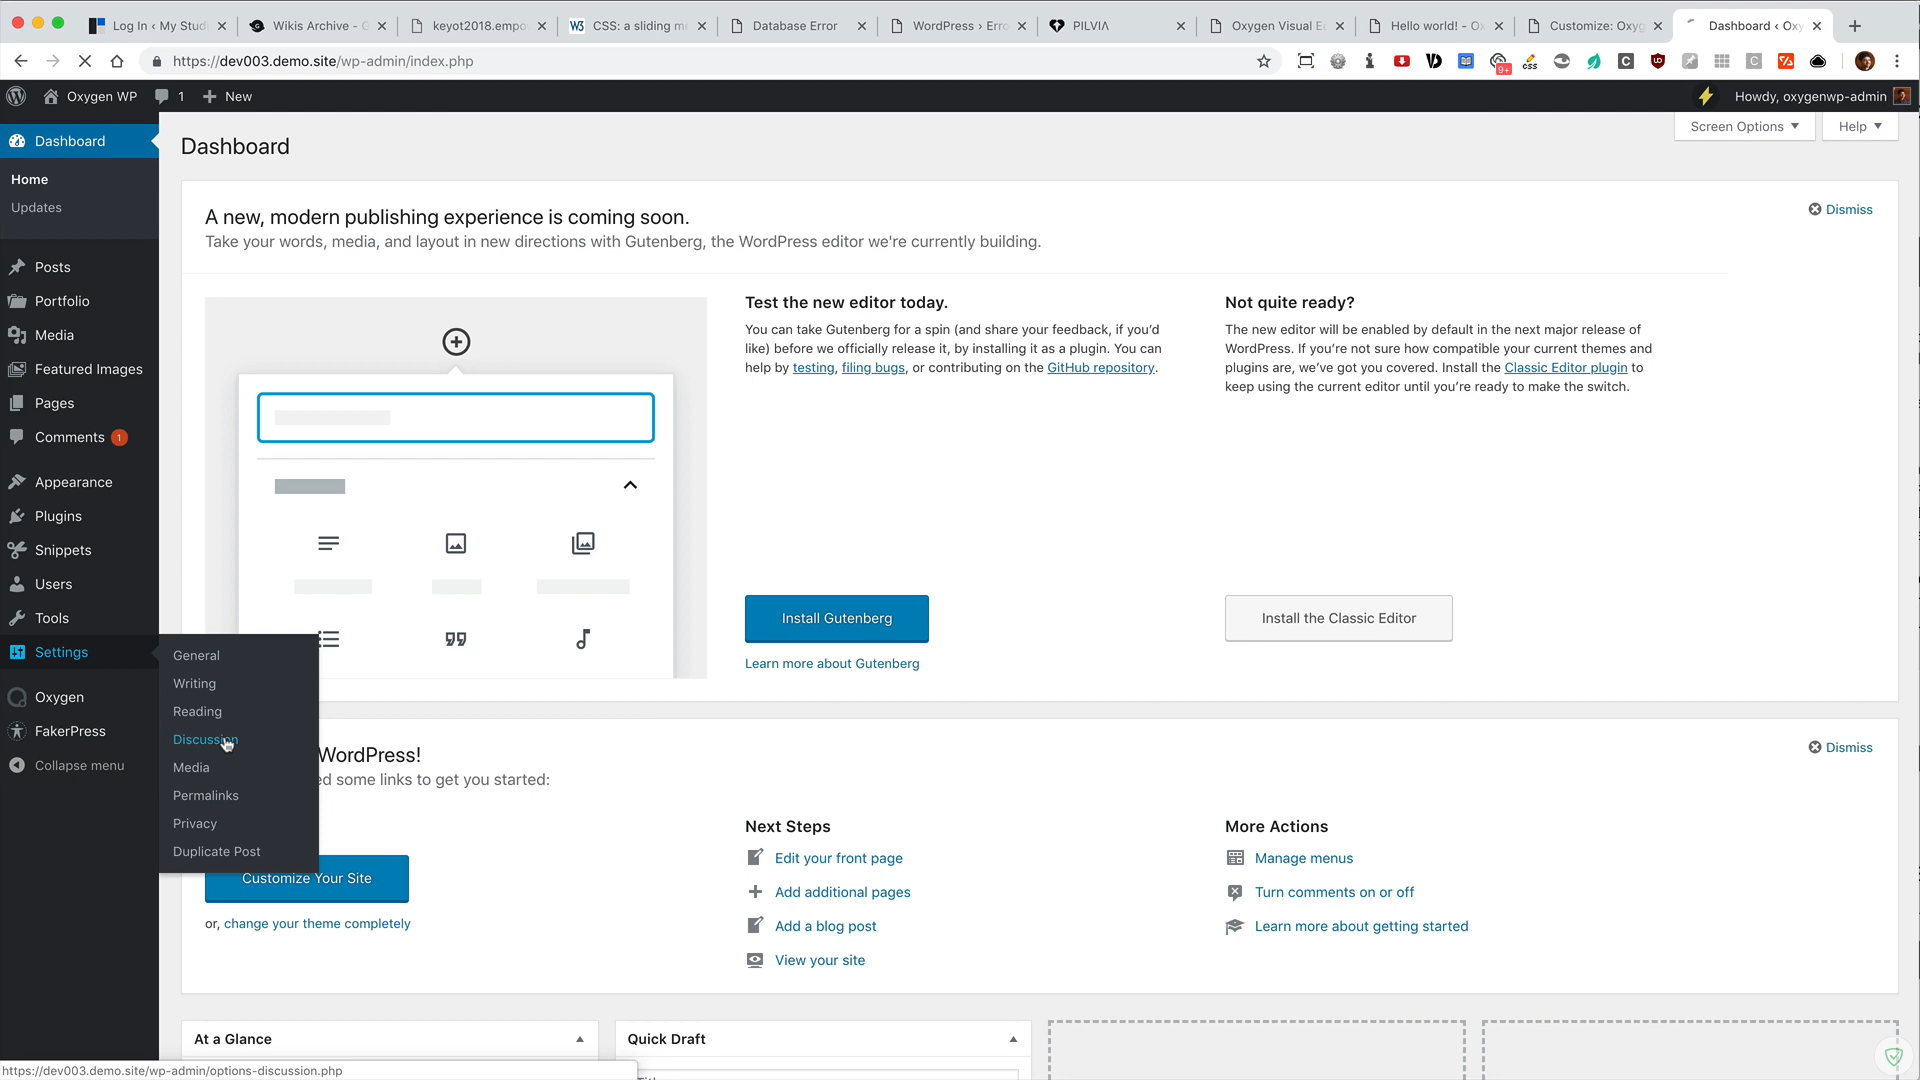 Log In ‹ My Studi
Wikis Archive - G
keyot2018.empov
CSS: a sliding me
Database Error
WordPress › Erro
PILVIA
Oxygen Visual Ed
Hello world! - Ox
Customize: Oxyg
Dashboard ‹ Oxy
https://dev003.demo.site/wp-admin/index.php
9+
css
Oxygen WP
1
New
Howdy, oxygenwp-admin
Screen Options
Help
Dashboard
Home
Updates
Posts
Portfolio
Media
Featured Images
Pages
Comments 1
Appearance
Plugins
Snippets
Users
Tools
Settings
Oxygen
FakerPress
Collapse menu
General
Writing
Reading
Discussion
Media
Permalinks
Privacy
Duplicate Post
Dashboard
A new, modern publishing experience is coming soon.
Take your words, media, and layout in new directions with Gutenberg, the WordPress editor we're currently building.
Dismiss
Test the new editor today.
You can take Gutenberg for a spin (and share your feedback, if you'd
like) before we officially release it, by installing it as a plugin. You can
help by testing, filing bugs, or contributing on the GitHub repository.
Install Gutenberg
Learn more about Gutenberg
Not quite ready?
The new editor will be enabled by default in the next major release of
WordPress. If you're not sure how compatible your current themes and
plugins are, we've got you covered. Install the Classic Editor plugin to
keep using the current editor until you're ready to make the switch.
Install the Classic Editor
WordPress!
ed some links to get you started:
Dismiss
Customize Your Site
or, change your theme completely
Next Steps
Edit your front page
Add additional pages
Add a blog post
View your site
More Actions
Manage menus
Turn comments on or off
Learn more about getting started
At a Glance
Quick Draft
https://dev003.demo.site/wp-admin/options-discussion.php